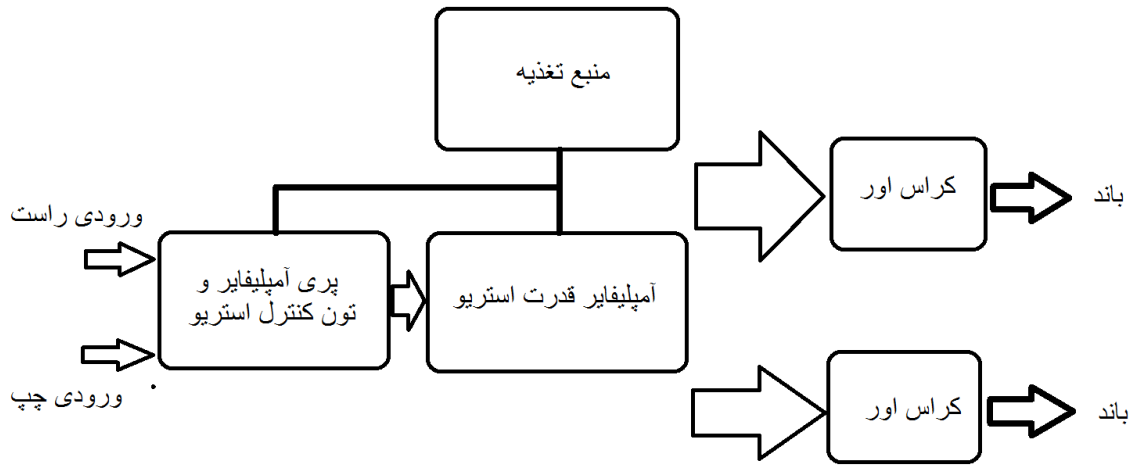 منبع تغذیه
کراس اور
باند
ورودی راست
پری آمپلیفایر و
تون کنترل استریو
آمپلیفایر قدرت استریو
ورودی چپ
کراس اور
باند